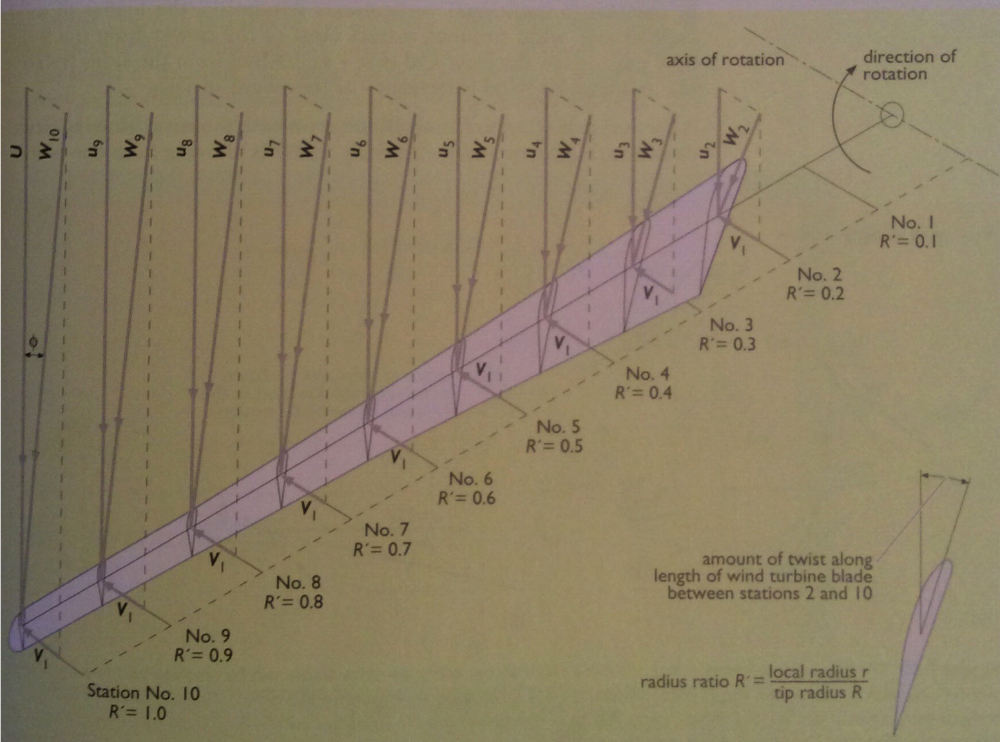 axis of rotation
direction of
rotation
U
W10
u9
W9
u8
W8
u7
W7
u6
W6
u5
W5
u4
W4
u3
W3
u2
W2
ϕ
V1
No. 1
R′= 0.1
V1
No. 2
R′= 0.2
V1
No. 3
R′= 0.3
V1
No. 4
R′= 0.4
V1
No. 5
R′= 0.5
V1
No. 6
R′= 0.6
V1
No. 7
R′= 0.7
V1
No. 8
R′= 0.8
V1
No. 9
R′= 0.9
Station No. 10
R′= 1.0
amount of twist along
length of wind turbine blade
between stations 2 and 10
radius ratio R′ = local radius r
tip radius R